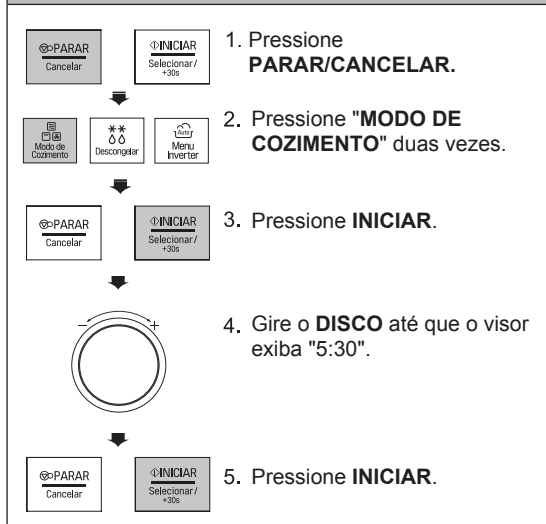 PARAR
Cancelar
INICIAR
Selecionar/
+30s
1. Pressione
PARAR/CANCELAR.
Modo de
Cozimento
Descongelar
Auto
Menu
Inverter
2. Pressione "MODO DE
COZIMENTO" duas vezes.
PARAR
Cancelar
INICIAR
Selecionar/
+30s
3. Pressione INICIAR.
− +
4. Gire o DISCO até que o visor
exiba "5:30".
PARAR
Cancelar
INICIAR
Selecionar/
+30s
5. Pressione INICIAR.